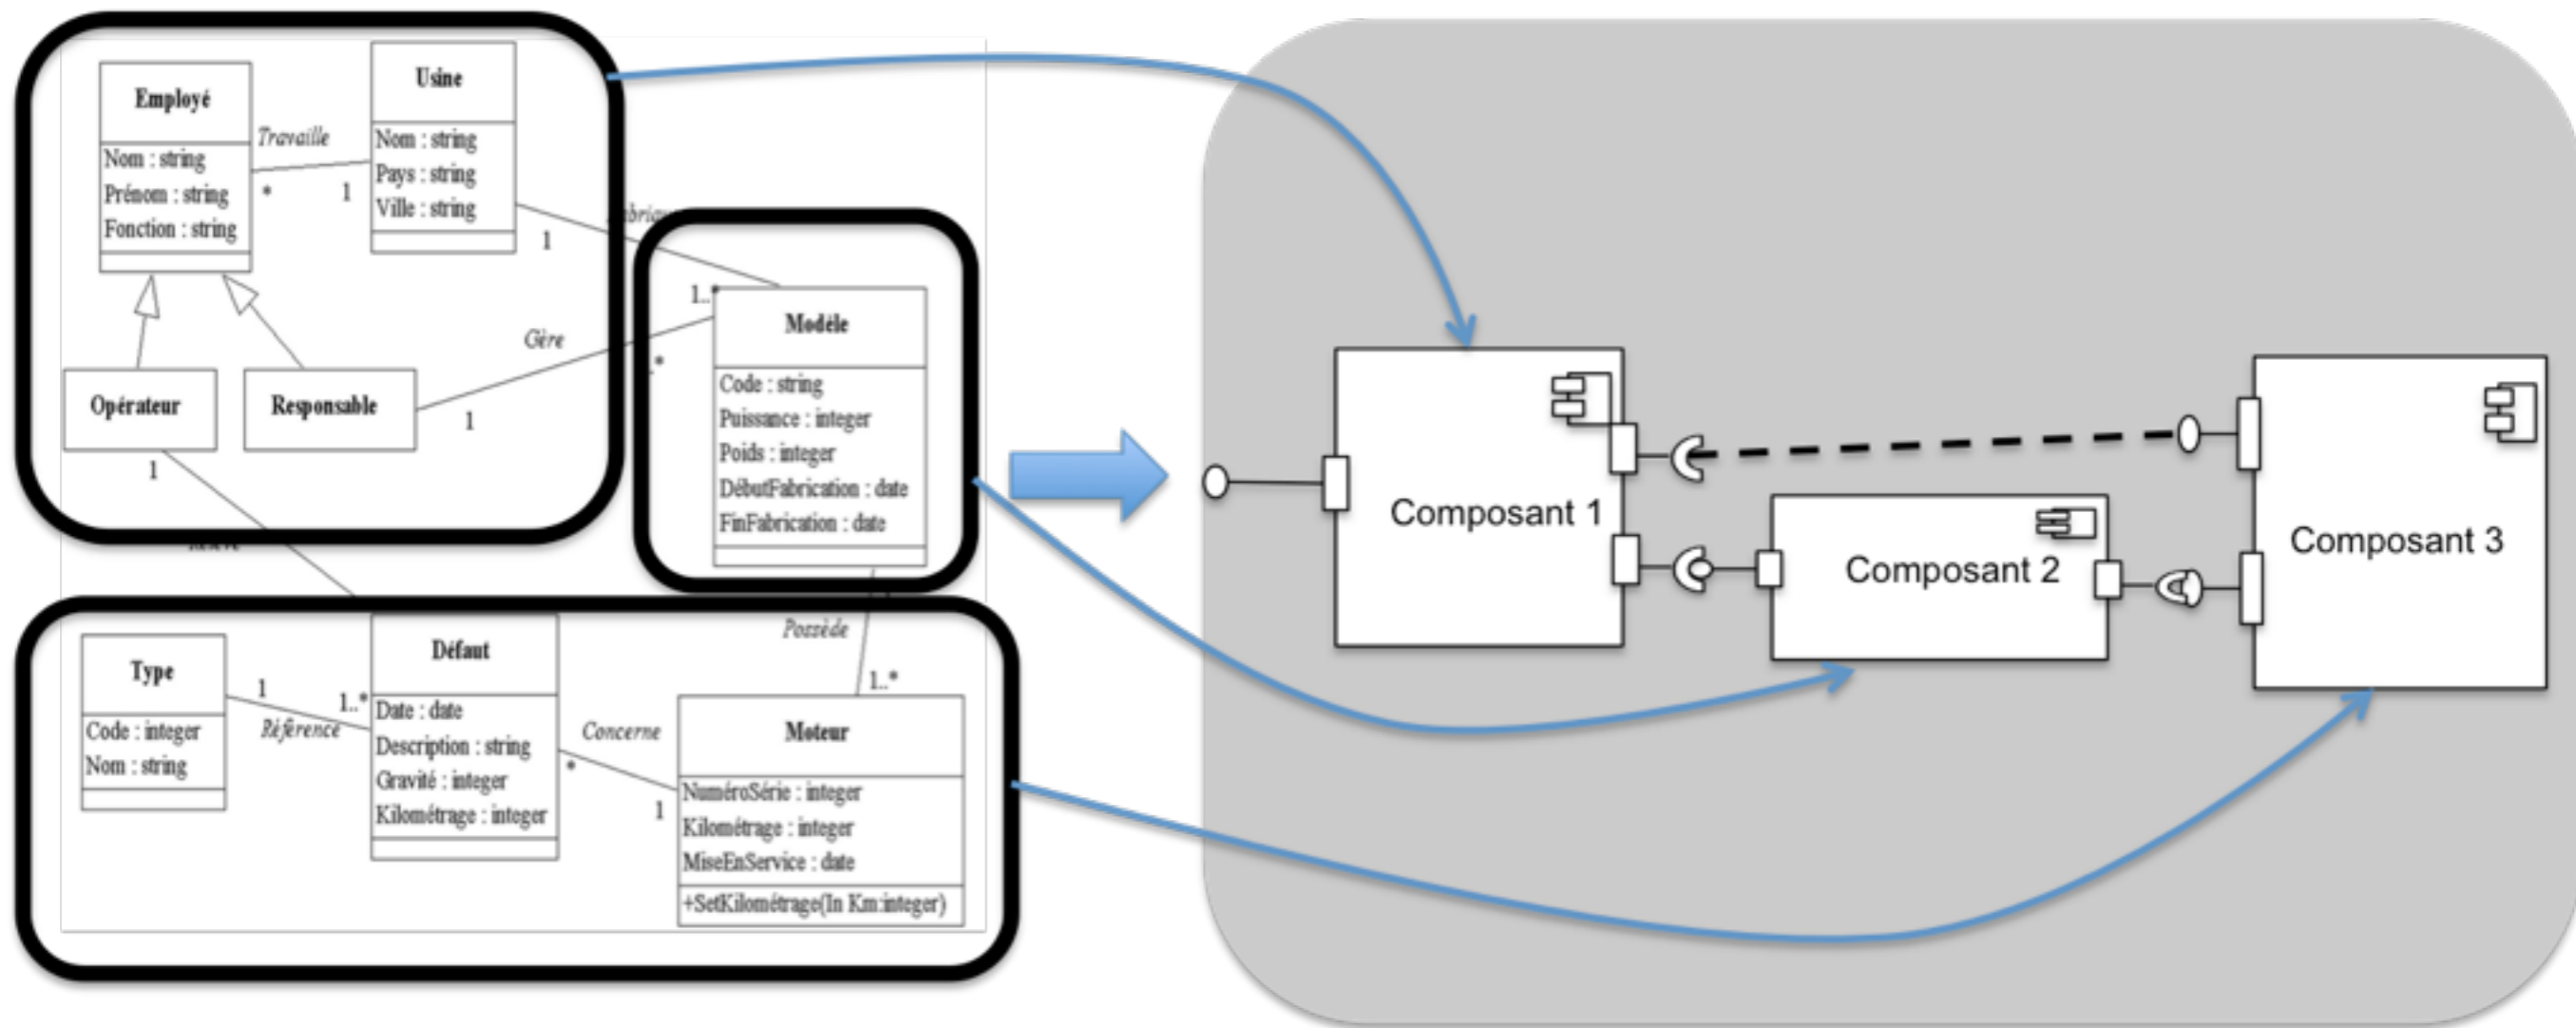 Employé
Nom : string
Prénom : string
Fonction : string
Travaille
*
1
Usine
Nom : string
Pays : string
Ville : string
1
1..*
Gère
.*
1
Opérateur
Responsable
1
Modèle
Code : string
Puissance : integer
Poids : integer
DébutFabrication : date
FinFabrication : date
Possède
1..*
Type
Code : integer
Nom : string
1
1..*
Référence
Défaut
Date : date
Description : string
Gravité : integer
Kilométrage : integer
Concerne
*
1
Moteur
NuméroSérie : integer
Kilométrage : integer
MiseEnService : date
+SetKilométrage(In Km:integer)
Composant 1
Composant 2
Composant 3